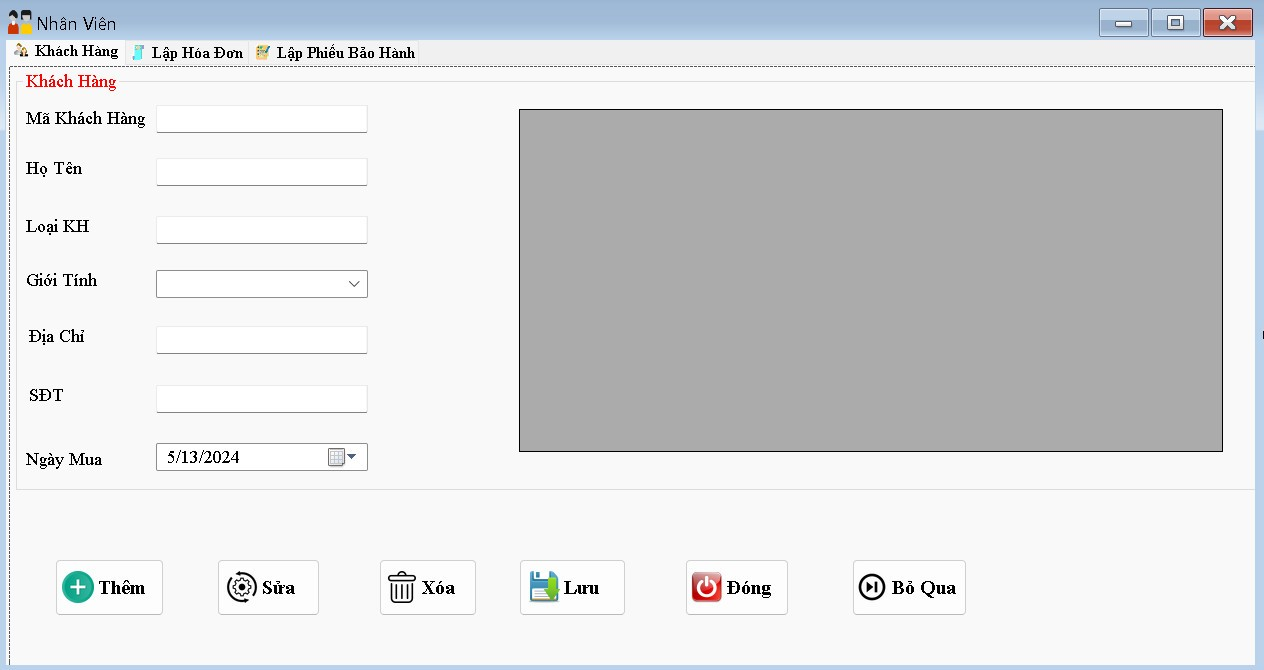 Nhân Viên
Khách Hàng Lập Hóa Đơn Lập Phiếu Bảo Hành
Khách Hàng
Mã Khách Hàng
Họ Tên
Loại KH
Giới Tính
Địa Chỉ
SĐT
Ngày Mua 5/13/2024
Thêm Sửa Xóa Lưu Đóng Bỏ Qua